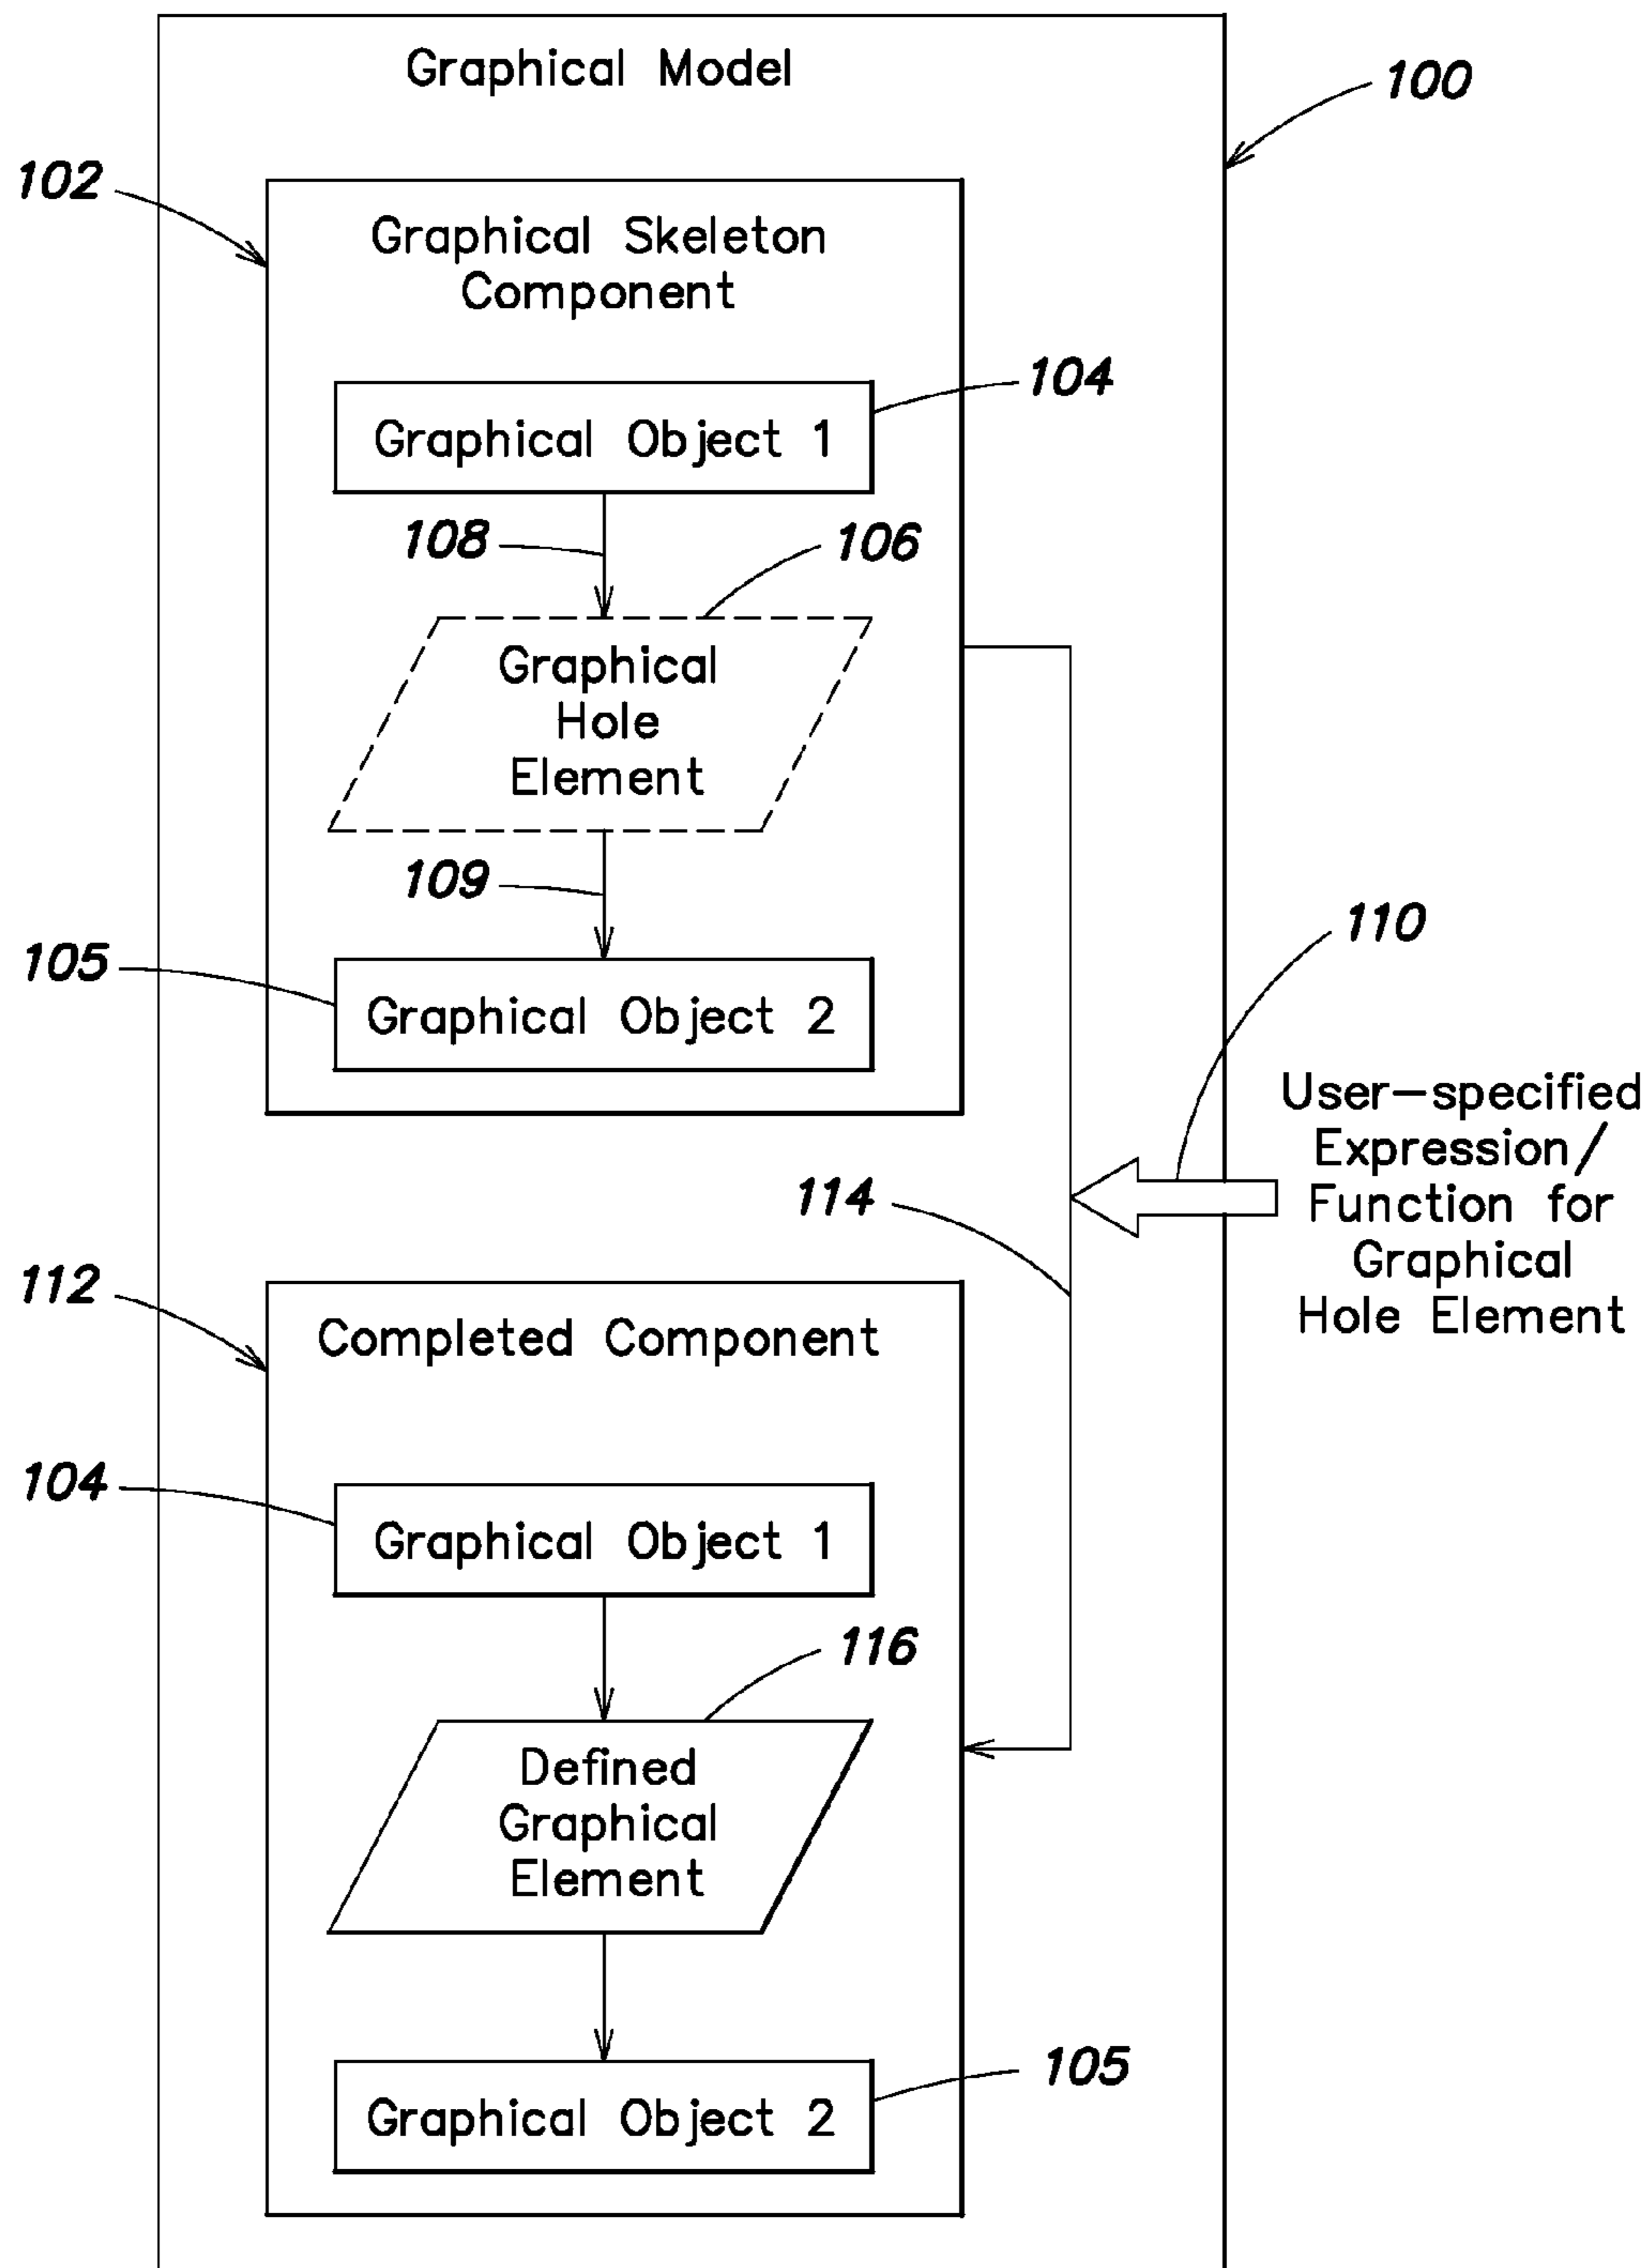 Graphical Model
100
102
Graphical Skeleton
Component
104
Graphical Object 1
108
106
Graphical
Hole
Element
109
110
105
Graphical Object 2
User-specified
Expression/
Function for
Graphical
Hole Element
114
112
Completed Component
104
Graphical Object 1
116
Defined
Graphical
Element
105
Graphical Object 2